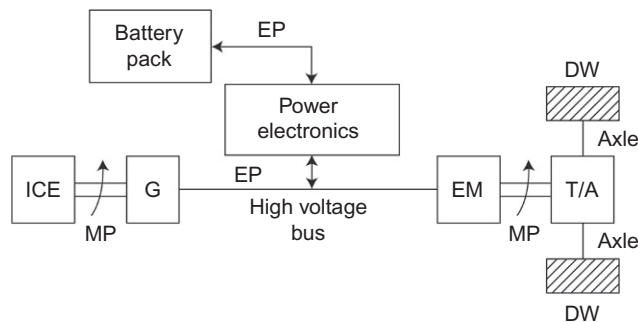 Battery
pack
EP
Power
electronics
DW
Axle
ICE
MP
G
EP
High voltage
bus
EM
MP
T/A
Axle
DW